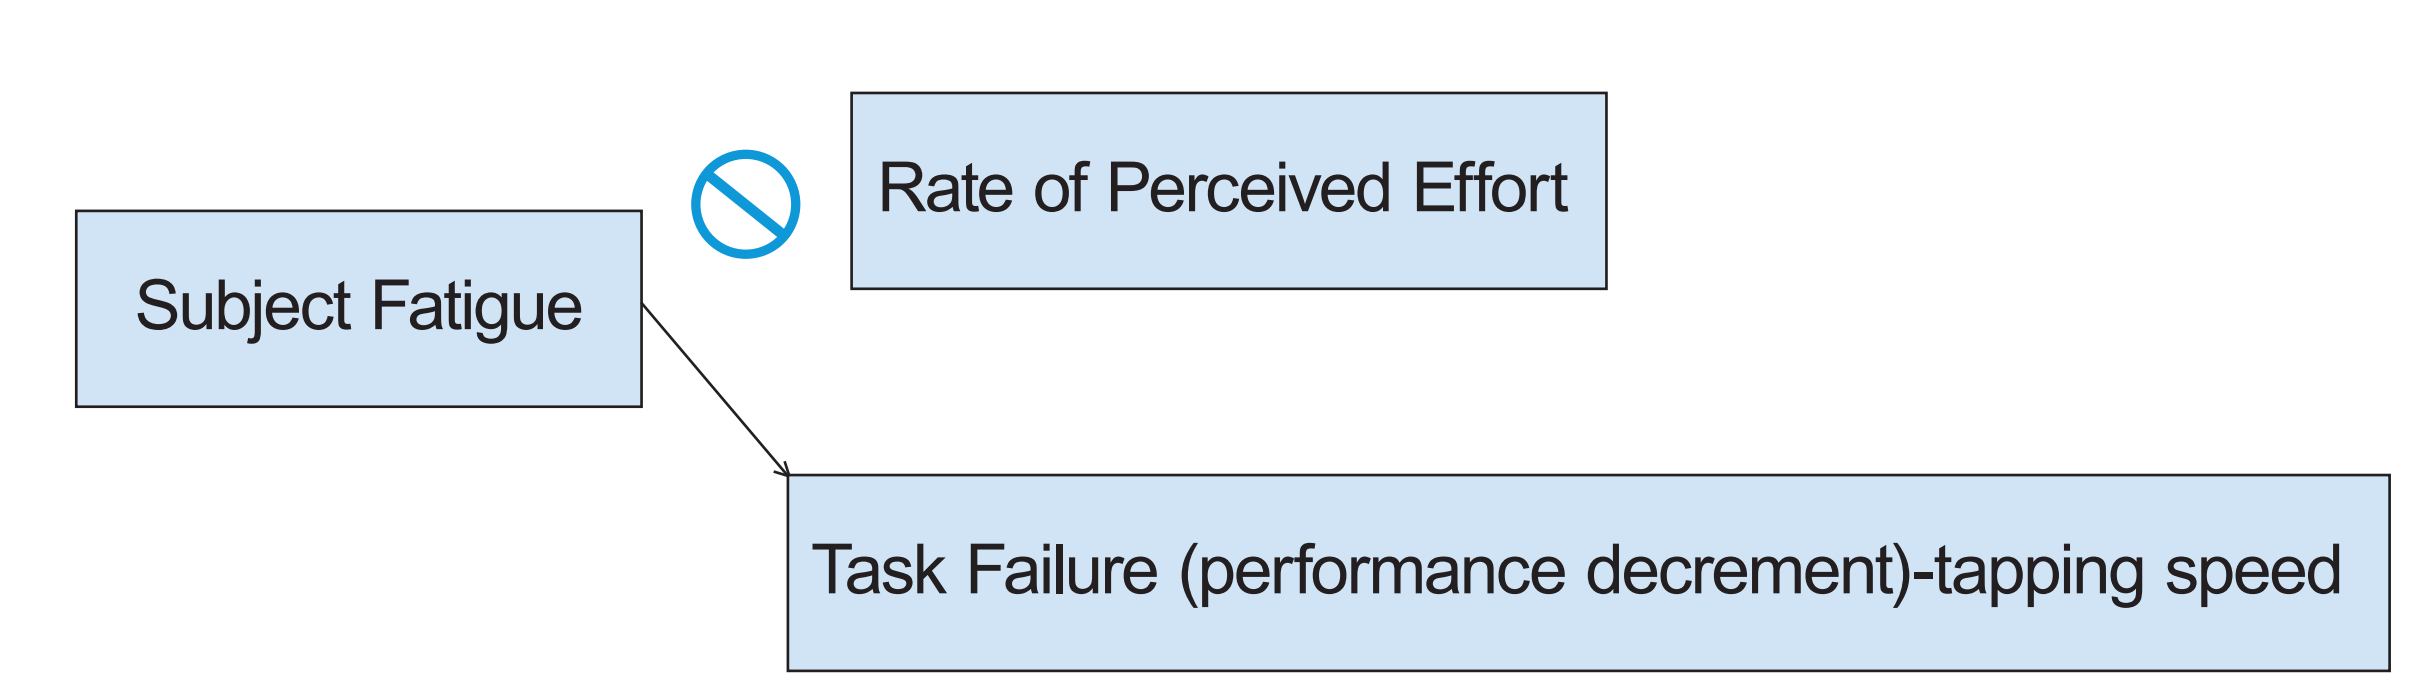 Rate of Perceived Effort
Subject Fatigue
Task Failure (performance decrement)-tapping speed